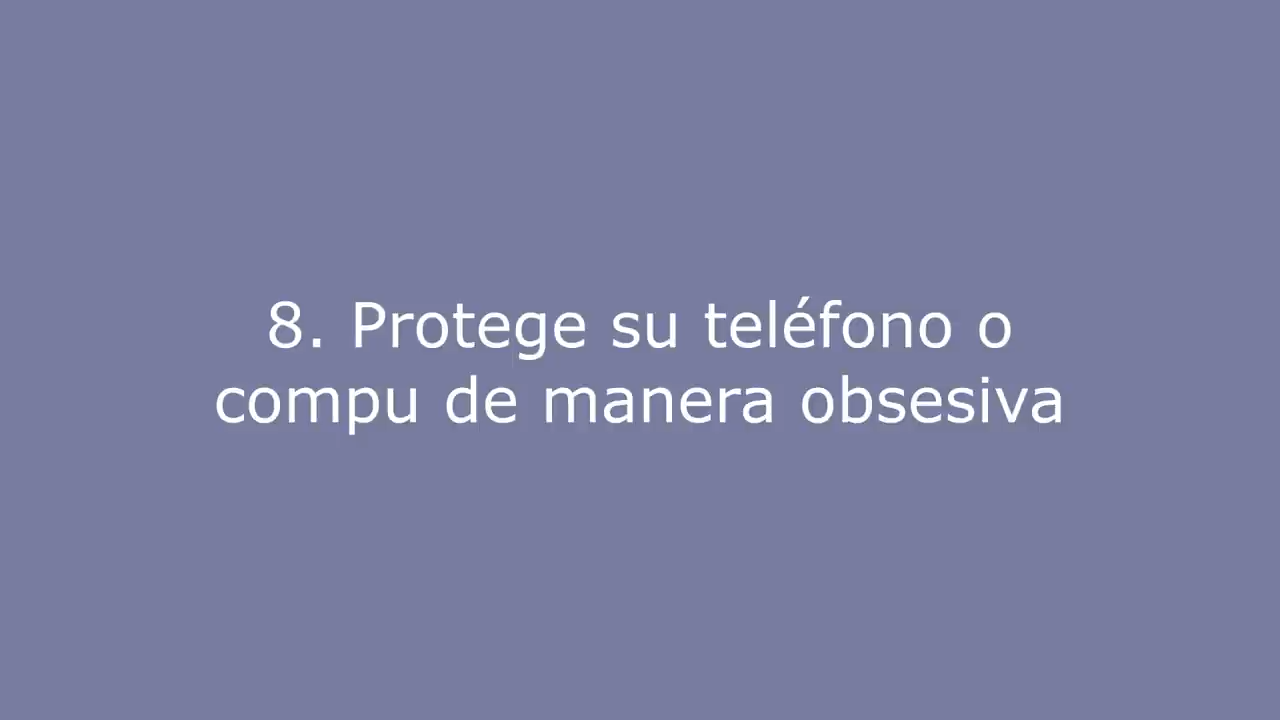 8. Protege su teléfono o
compu de manera obsesiva